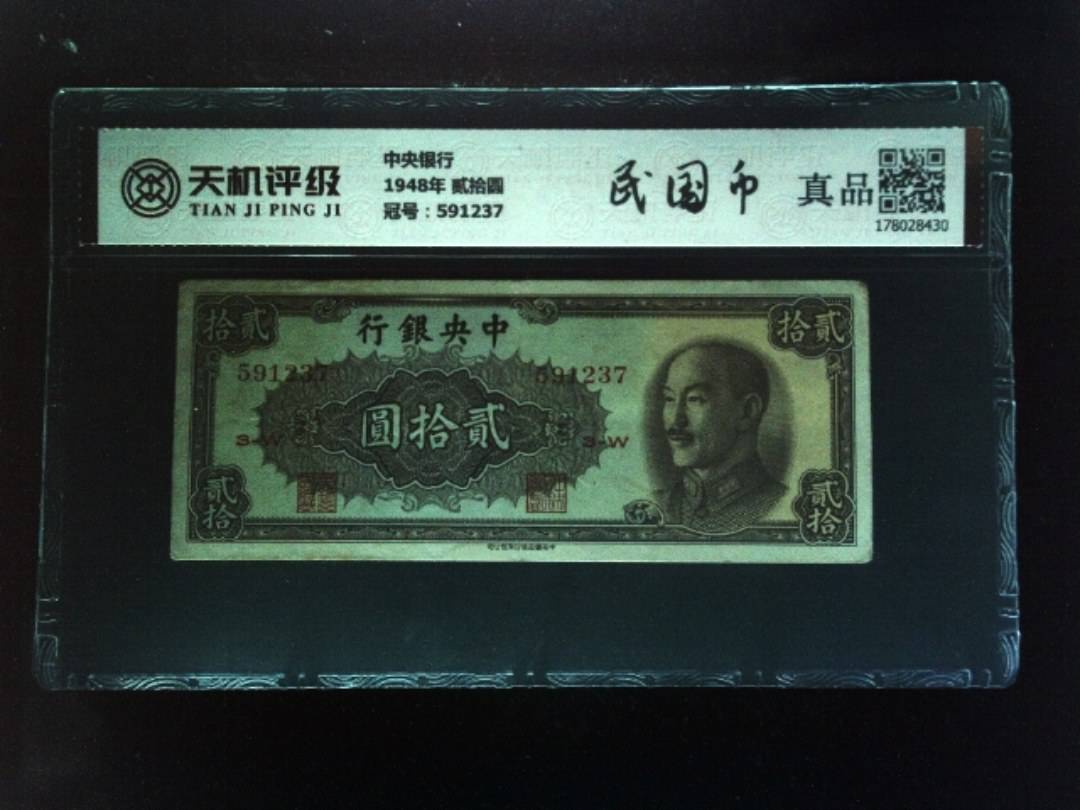 天机评级
TIAN JI PING JI
中央银行
1948年 贰拾圆
冠号：591237
民国币
真品
178028430
拾貳
行銀央中
拾貳
591237
591237
圓拾貳
3-W
3-W
貳拾
貳拾